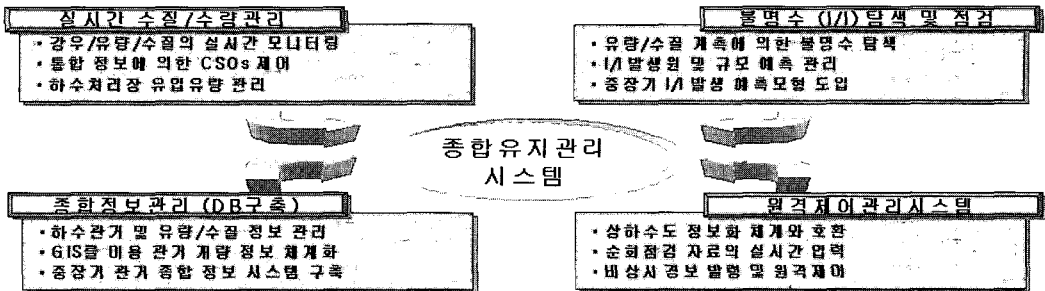 실시간 수질/수량관리
· 강우/유량/수질의 실시간 모니터링
· 통합 정보에 의한 CSOs 제어
· 하수처리장 유입유량 관리
불명수 (I/I)탐색 및 점검
· 유량/수질 계측에 의한 불명수 탐색
· I/I 발생원 및 규모 예측 관리
· 중장기 I/I 발생 예측모형 도입
종합유지관리
시스템
종합정보관리 (DB구축)
· 하수관거 및 유량/수질 정보 관리
· GIS를 이용 관거 개량 정보 체계화
· 중장기 관거 종합 정보 시스템 구축
원격제어관리시스템
· 상하수도 정보화 체계와 호환
· 순회점검 자료의 실시간 입력
· 비상시 경보 발령 및 원격제어